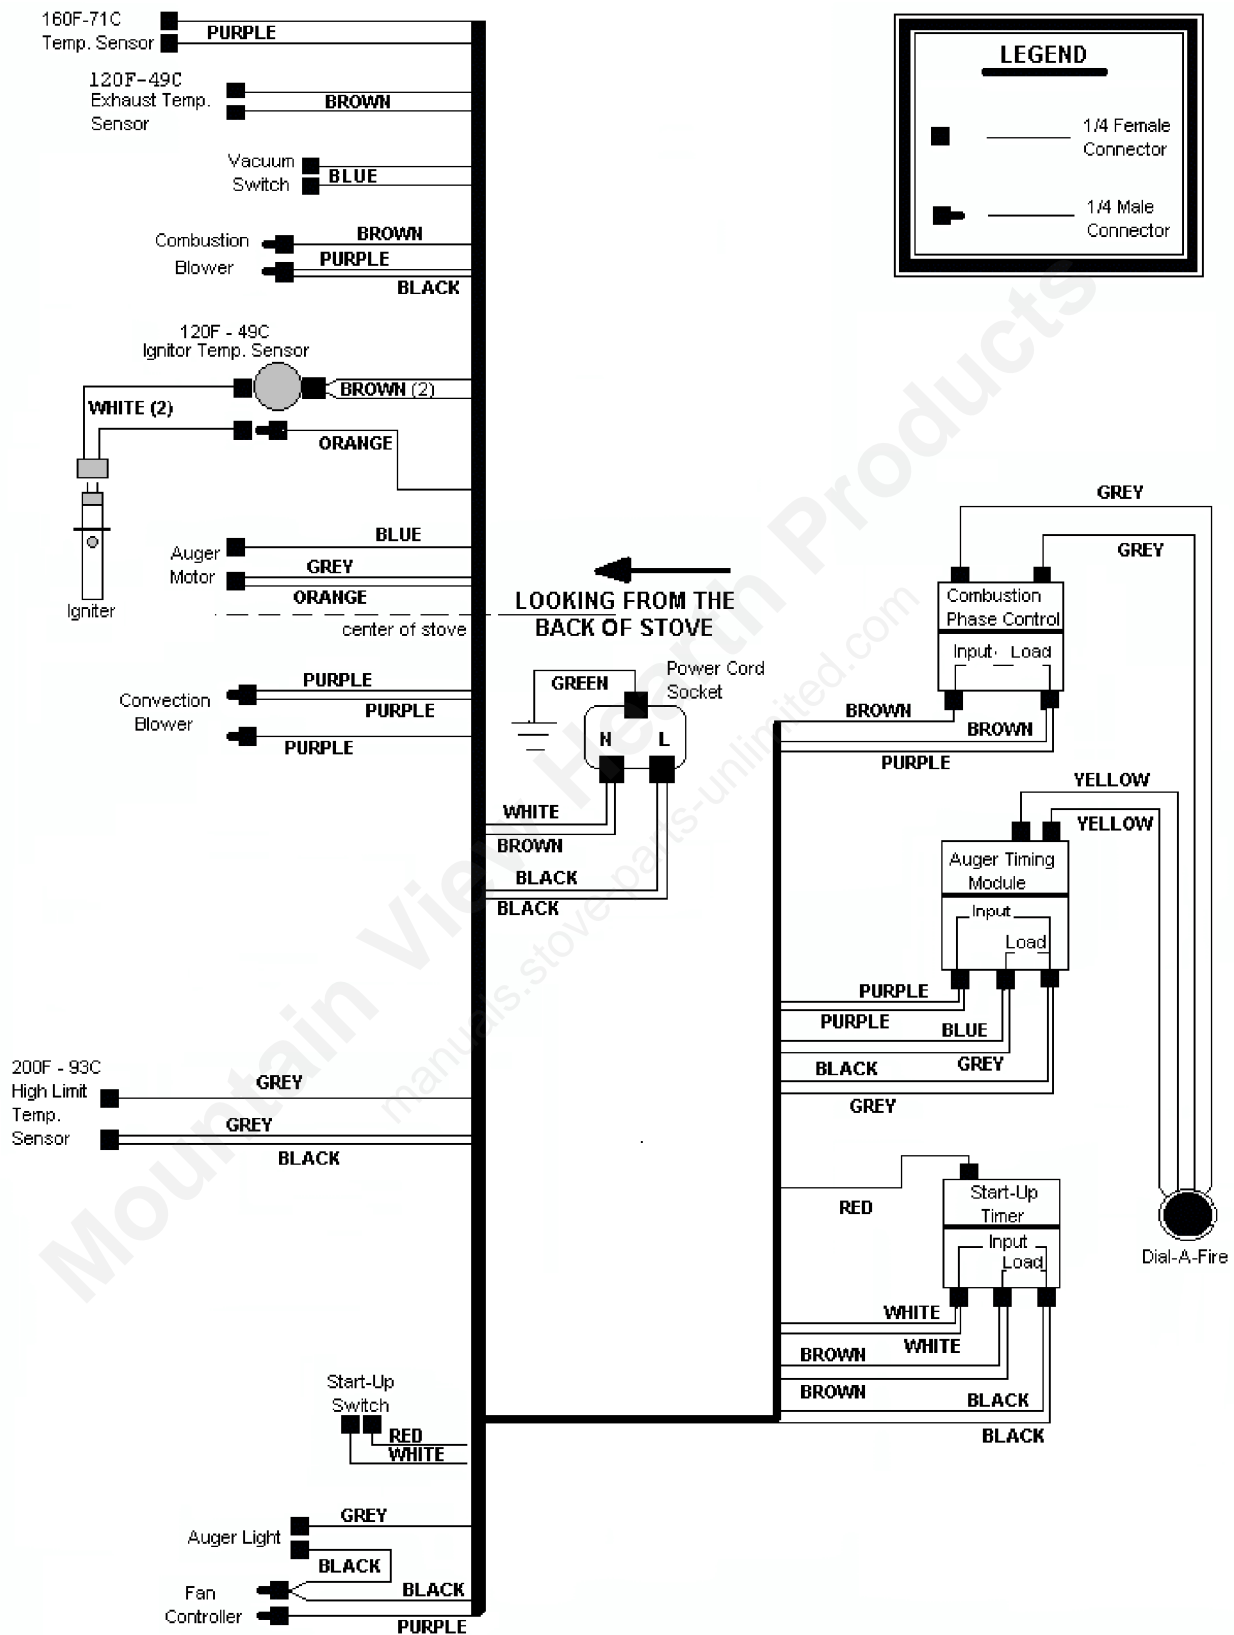 160F-71C
Temp. Sensor
PURPLE
120F-49C
Exhaust Temp.
Sensor
BROWN
Vacuum
Switch
BLUE
Combustion
Blower
BROWN
PURPLE
BLACK
120F - 49C
Ignitor Temp. Sensor
BROWN (2)
WHITE (2)
ORANGE
Igniter
Auger
Motor
BLUE
GREY
ORANGE
center of stove
LOOKING FROM THE
BACK OF STOVE
Convection
Blower
PURPLE
PURPLE
PURPLE
GREEN
Power Cord
Socket
N L
WHITE
BROWN
BLACK
BLACK
200F - 93C
High Limit
Temp.
Sensor
GREY
GREY
BLACK
Start-Up
Switch
RED
WHITE
Auger Light
GREY
BLACK
Fan
Controller
BLACK
PURPLE
LEGEND
1/4 Female
Connector
1/4 Male
Connector
GREY
GREY
Combustion
Phase Control
Input Load
BROWN
BROWN
PURPLE
YELLOW
YELLOW
Auger Timing
Module
Input
Load
PURPLE
PURPLE
BLUE
GREY
BLACK
GREY
RED
Start-Up
Timer
Input
Load
WHITE
WHITE
BROWN
BROWN
BLACK
BLACK
Dial-A-Fire
Mountain View Hearth Products
manuals.stove-parts-unlimited.com